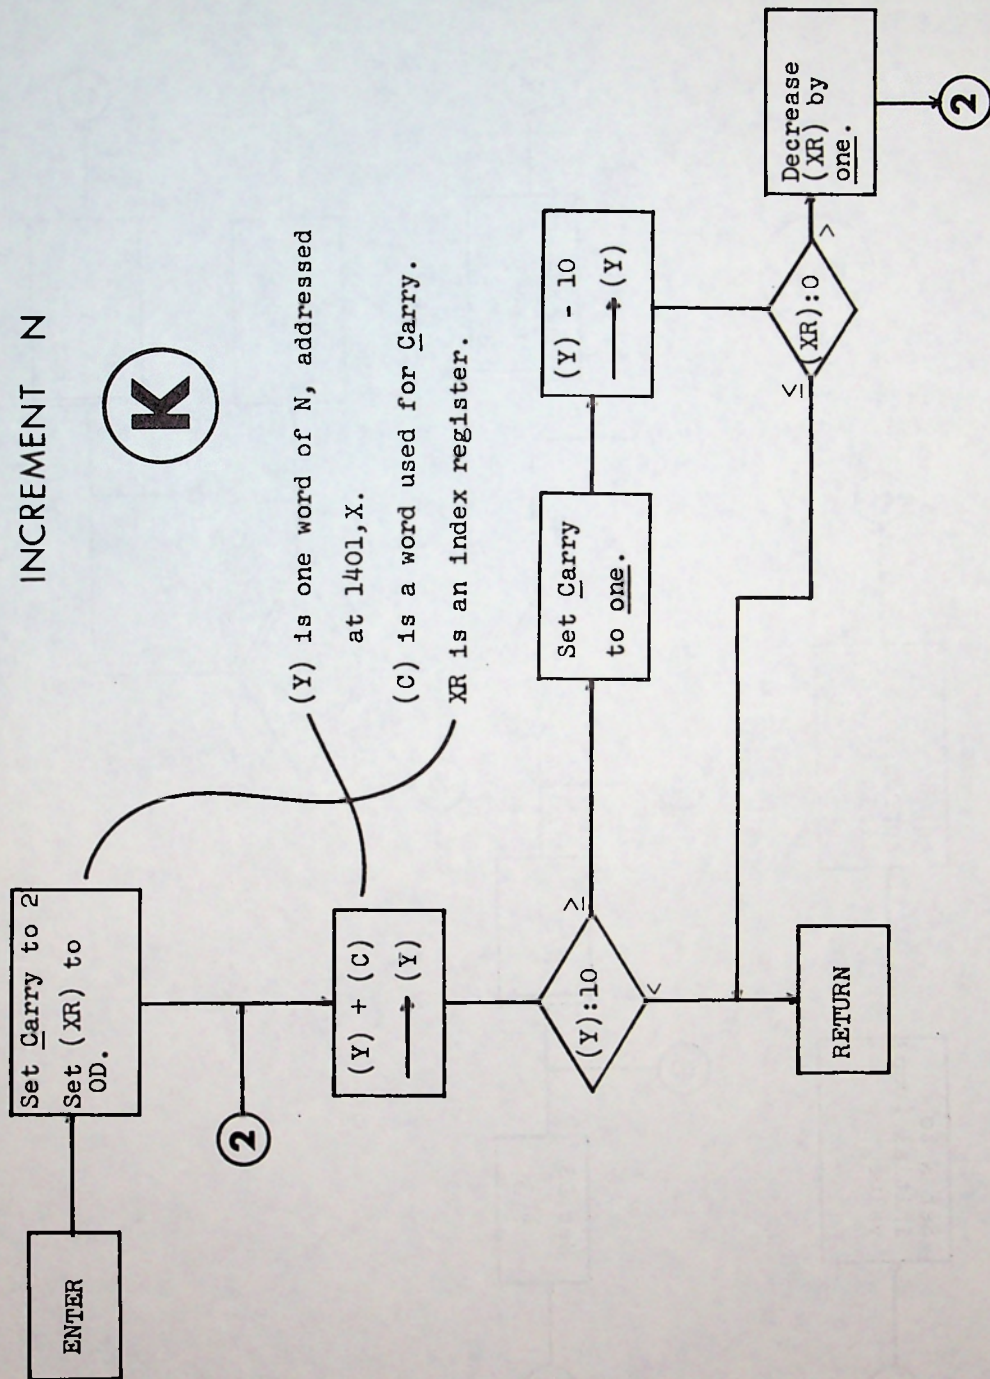 INCREMENT N
K
ENTER
Set Carry to 2
Set (XR) to
OD.
(Y) is one word of N, addressed
at 1401,X.
(C) is a word used for Carry.
XR is an index register.
2
(Y) + (C)
⟶ (Y)
(Y):10
≥
<
RETURN
Set Carry
to one.
(Y) - 10
⟶ (Y)
(XR):0
≤
>
Decrease
(XR) by
one.
2